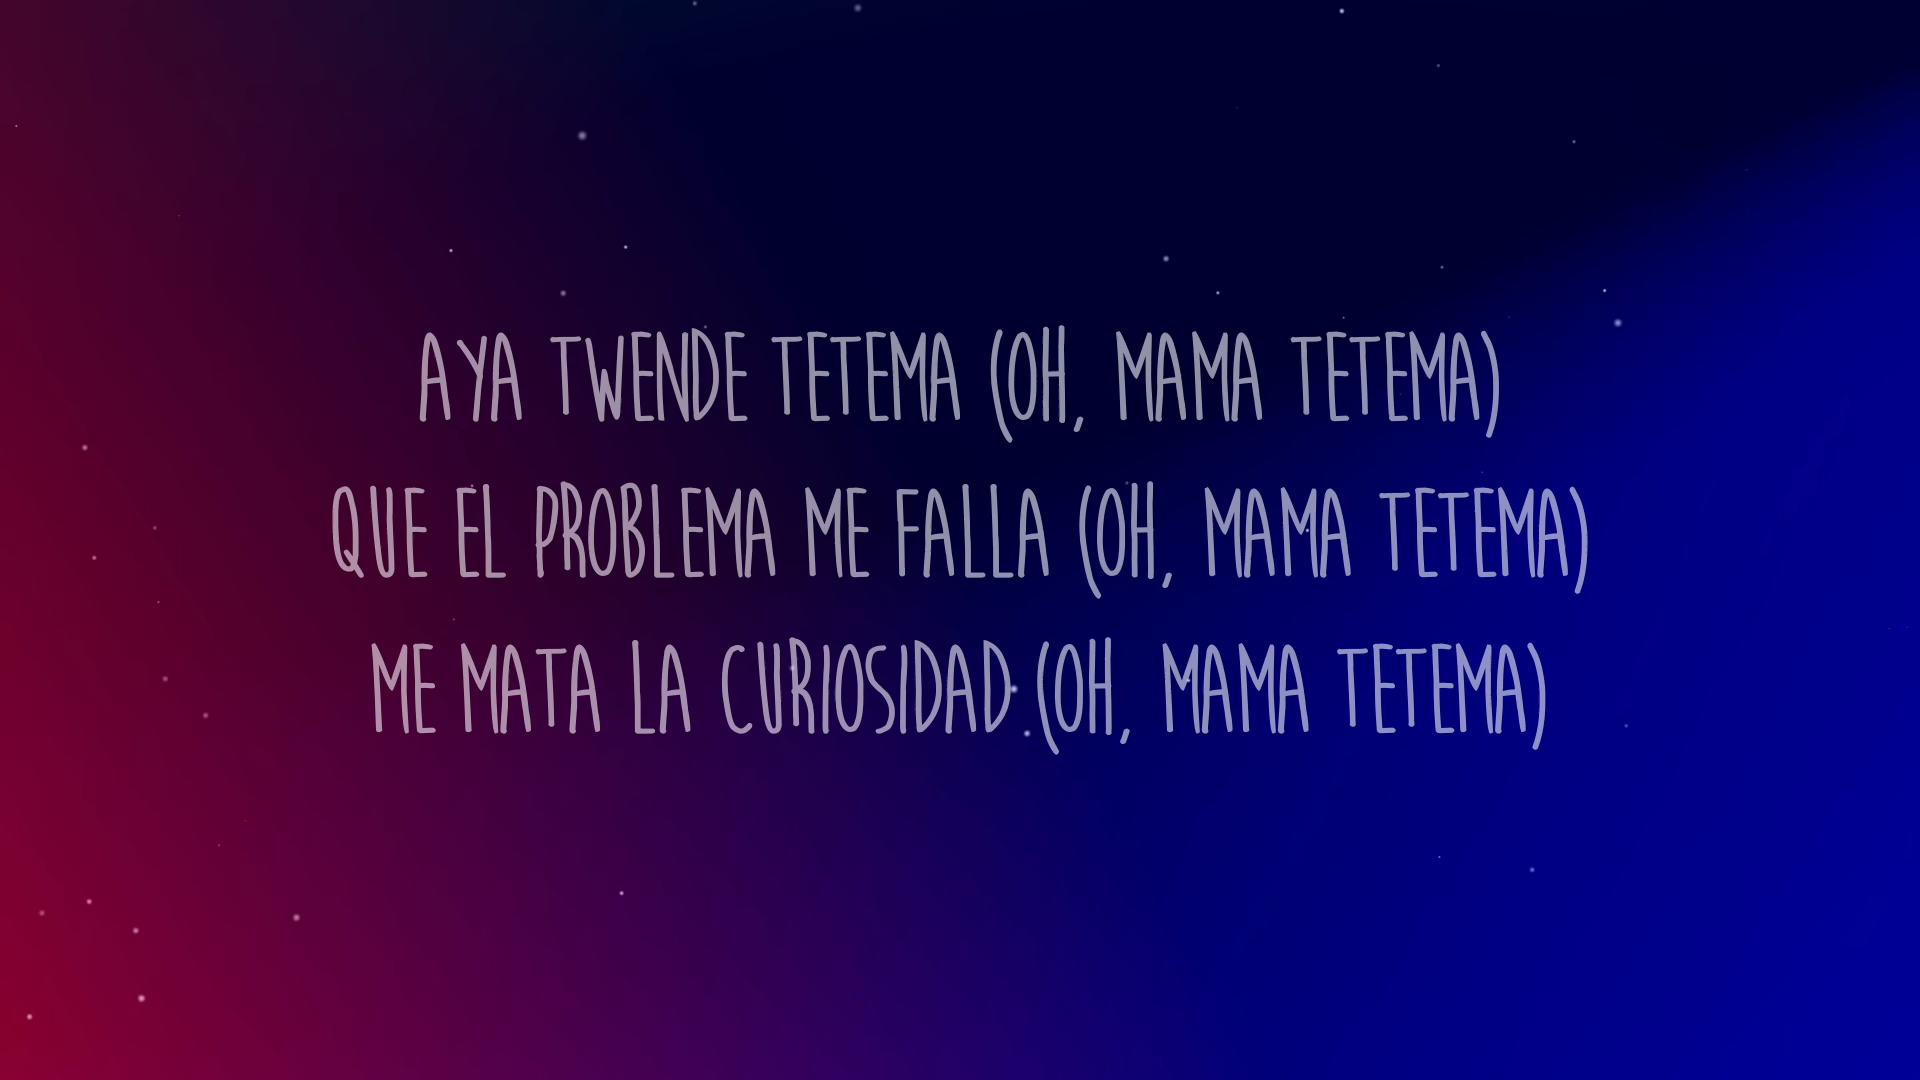 AYA TWENDE TETEMA (OH, MAMA TETEMA)
QUE EL PROBLEMA ME FALLA (OH, MAMA TETEMA)
ME MATA LA CURIOSIDAD (OH, MAMA TETEMA)